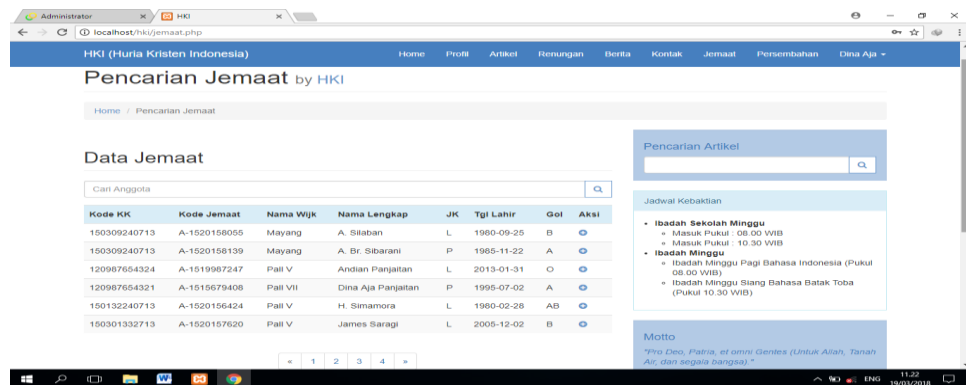 Administrator
HKI
localhost/hki/jemaat.php
HKI (Huria Kristen Indonesia) Home Profil Artikel Renungan Berita Kontak Jemaat Persembahan Dina Aja
Pencarian Jemaat by HKI
Home / Pencarian Jemaat
Data Jemaat
Cari Anggota
Kode KK Kode Jemaat Nama Wijk Nama Lengkap JK Tgl Lahir Gol Aksi
150309240713 A-1520158055 Mayang A. Silaban L 1980-09-25 B
150309240713 A-1520158139 Mayang A. Br. Sibarani P 1965-11-22 A
120987654324 A-1519987247 Pall V Andian Panjaitan L 2013-01-31 O
120987654321 A-1515679408 Pall VII Dina Aja Panjaitan P 1995-07-02 A
150132240713 A-1520156424 Pall V H. Simamora L 1980-02-28 AB
150301332713 A-1520157620 Pall V James Saragi L 2005-12-02 B
« 1 2 3 4 »
Pencarian Artikel
Jadwal Kebaktian
Ibadah Sekolah Minggu
Masuk Pukul : 08.00 WIB
Masuk Pukul : 10.30 WIB
Ibadah Minggu
Ibadah Minggu Pagi Bahasa Indonesia (Pukul
08.00 WIB)
Ibadah Minggu Siang Bahasa Batak Toba
(Pukul 10.30 WIB)
Motto
"Pro Deo, Patria, et omni Gentes (Untuk Allah, Tanah
Air, dan segala bangsa)."
ENG
11.22
19/03/2018